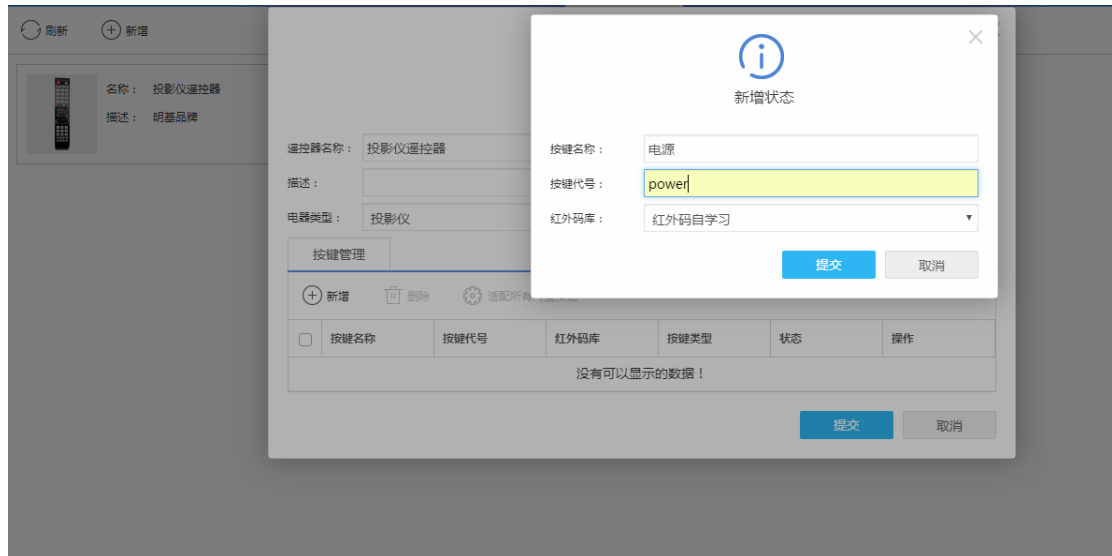 刷新 新增
名称： 投影仪遥控器
描述： 明基品牌
新增状态
按键名称： 电源
按键代号： power
红外码库： 红外码自学习
提交 取消
遥控器名称： 投影仪遥控器
描述：
电器类型： 投影仪
按键管理
新增 删除 适配所有
按键名称 按键代号 红外码库 按键类型 状态 操作
没有可以显示的数据！
提交 取消